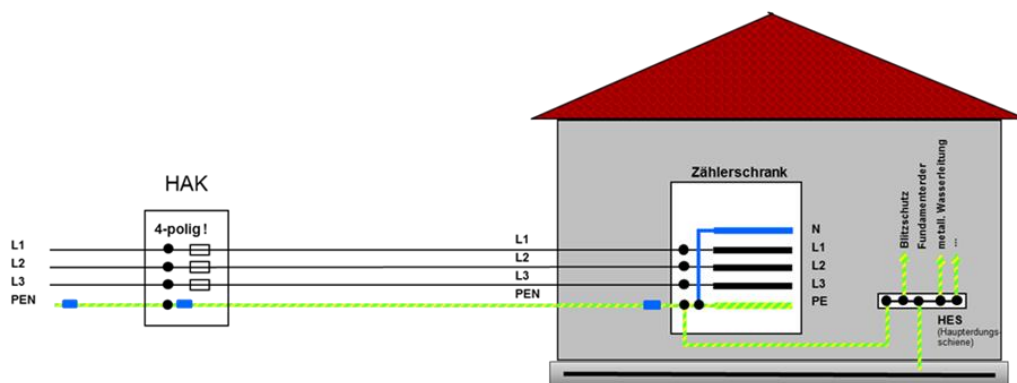 HAK
4-polig!
L1
L2
L3
PEN
L1
L2
L3
PEN
Zählerschrank
N
L1
L2
L3
PE
Blitzschutz
Fundamenterder
metall. Wasserleitung
...
HES
(Haupterdungs-
schiene)